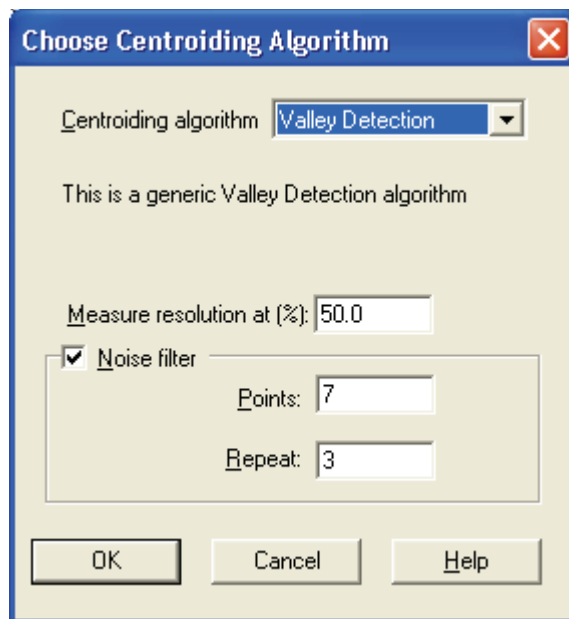 Choose Centroiding Algorithm
Centroiding algorithm Valley Detection
This is a generic Valley Detection algorithm
Measure resolution at (%): 50.0
Noise filter
Points: 7
Repeat: 3
OK Cancel Help